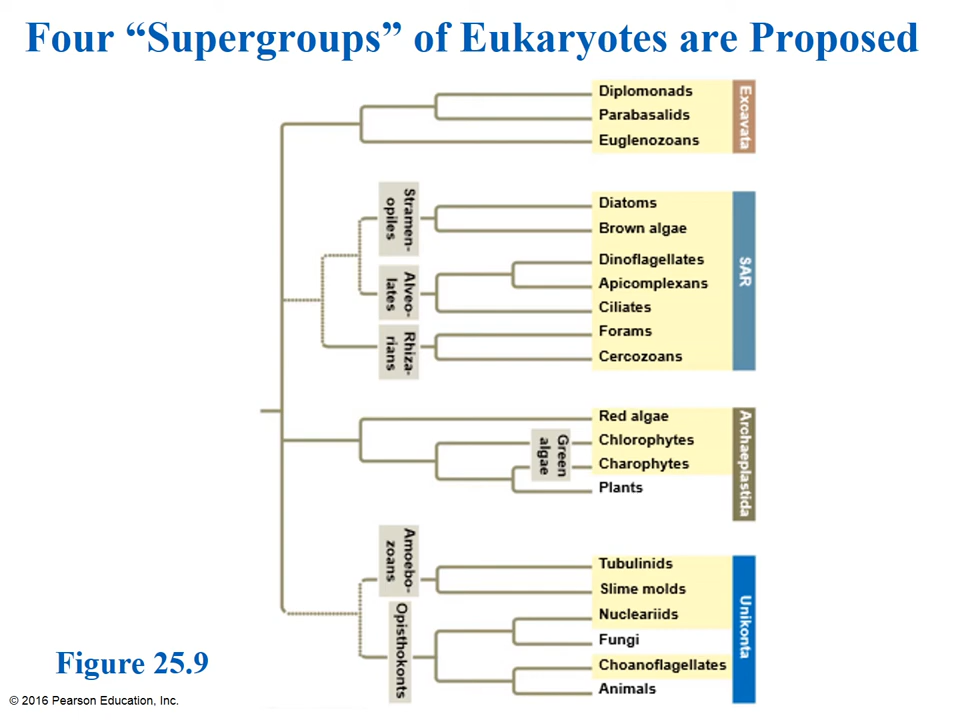 Four “Supergroups” of Eukaryotes are Proposed
Diplomonads
Parabasalids
Euglenozoans
Excavata
Stramen-
opiles
Diatoms
Brown algae
Alveo-
lates
Dinoflagellates
Apicomplexans
Ciliates
Rhiza-
rians
Forams
Cercozoans
SAR
Red algae
Green
algae
Chlorophytes
Charophytes
Plants
Archaeplastida
Amoebo-
zoans
Tubulinids
Slime molds
Opisthokonts
Nucleariids
Fungi
Choanoflagellates
Animals
Unikonta
Figure 25.9
© 2016 Pearson Education, Inc.